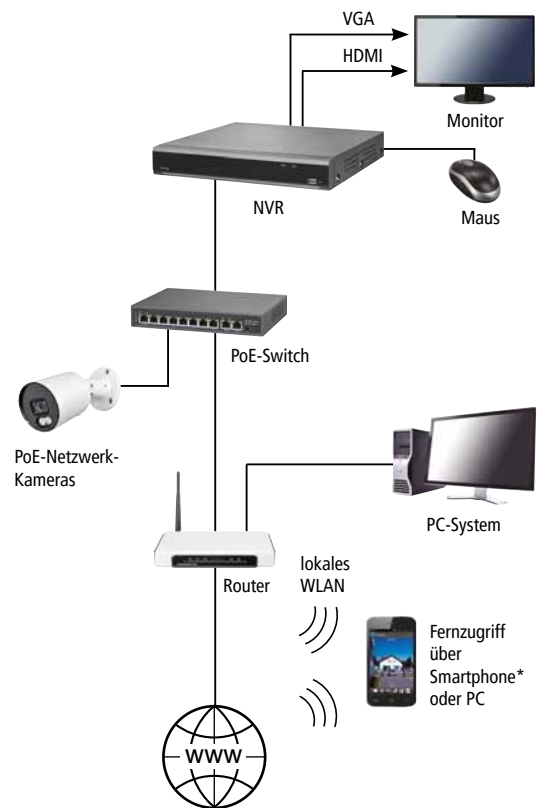 VGA
HDMI
Monitor
NVR
Maus
PoE-Switch
PoE-Netzwerk-
Kameras
PC-System
Router
lokales
WLAN
Fernzugriff
über
Smartphone*
oder PC
WWW